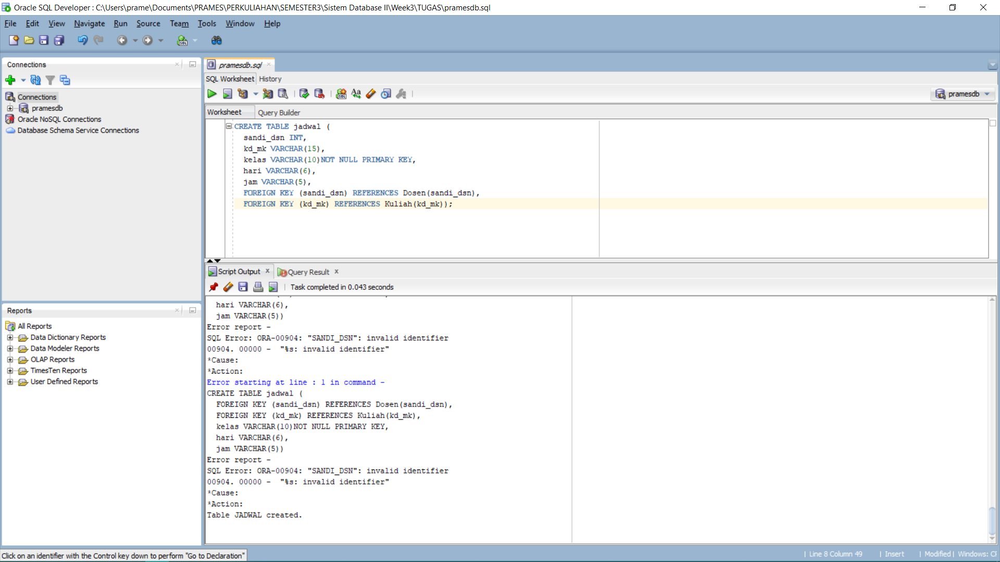 Oracle SQL Developer : C:\Users\prame\Documents\PRAMES\PERKULIAHAN\SEMESTER3\Sistem Database II\Week3\TUGAS\pramesdb.sql
File Edit View Navigate Run Source Team Tools Window Help
Connections
Connections
pramesdb
Oracle NoSQL Connections
Database Schema Service Connections
Reports
All Reports
Data Dictionary Reports
Data Modeler Reports
OLAP Reports
TimesTen Reports
User Defined Reports
pramesdb.sql
SQL Worksheet History
pramesdb
Worksheet Query Builder
CREATE TABLE jadwal (
sandi_dsn INT,
kd_mk VARCHAR(15),
kelas VARCHAR(10)NOT NULL PRIMARY KEY,
hari VARCHAR(6),
jam VARCHAR(5),
FOREIGN KEY (sandi_dsn) REFERENCES Dosen(sandi_dsn),
FOREIGN KEY (kd_mk) REFERENCES Kuliah(kd_mk));
Script Output Query Result
Task completed in 0.043 seconds
hari VARCHAR(6),
jam VARCHAR(5))
Error report -
SQL Error: ORA-00904: "SANDI_DSN": invalid identifier
00904. 00000 - "%s: invalid identifier"
*Cause:
*Action:
Error starting at line : 1 in command -
CREATE TABLE jadwal (
FOREIGN KEY (sandi_dsn) REFERENCES Dosen(sandi_dsn),
FOREIGN KEY (kd_mk) REFERENCES Kuliah(kd_mk),
kelas VARCHAR(10)NOT NULL PRIMARY KEY,
hari VARCHAR(6),
jam VARCHAR(5))
Error report -
SQL Error: ORA-00904: "SANDI_DSN": invalid identifier
00904. 00000 - "%s: invalid identifier"
*Cause:
*Action:
Table JADWAL created.
Click on an identifier with the Control key down to perform "Go to Declaration"
Line 8 Column 49 Insert Modified Windows: